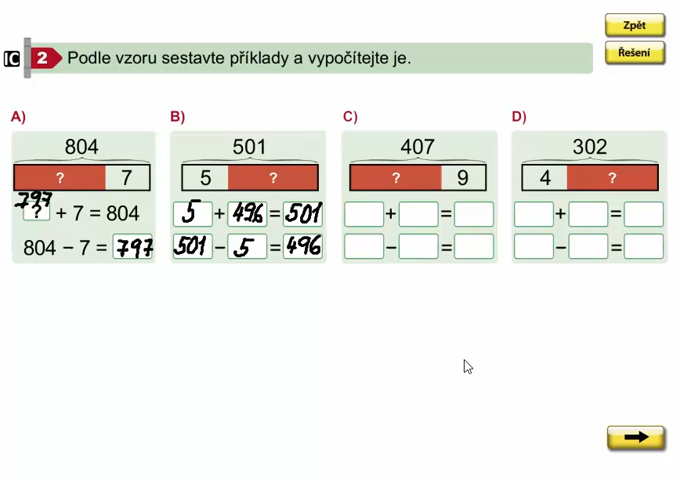 Zpět
2 Podle vzoru sestavte příklady a vypočítejte je.
Řešení
A) B) C) D)
804 501 407 302
? 7 5 ? ? 9 4 ?
797
? + 7 = 804 5 + 496 = 501 + = + =
804 − 7 = 797 501 − 5 = 496 − = − =